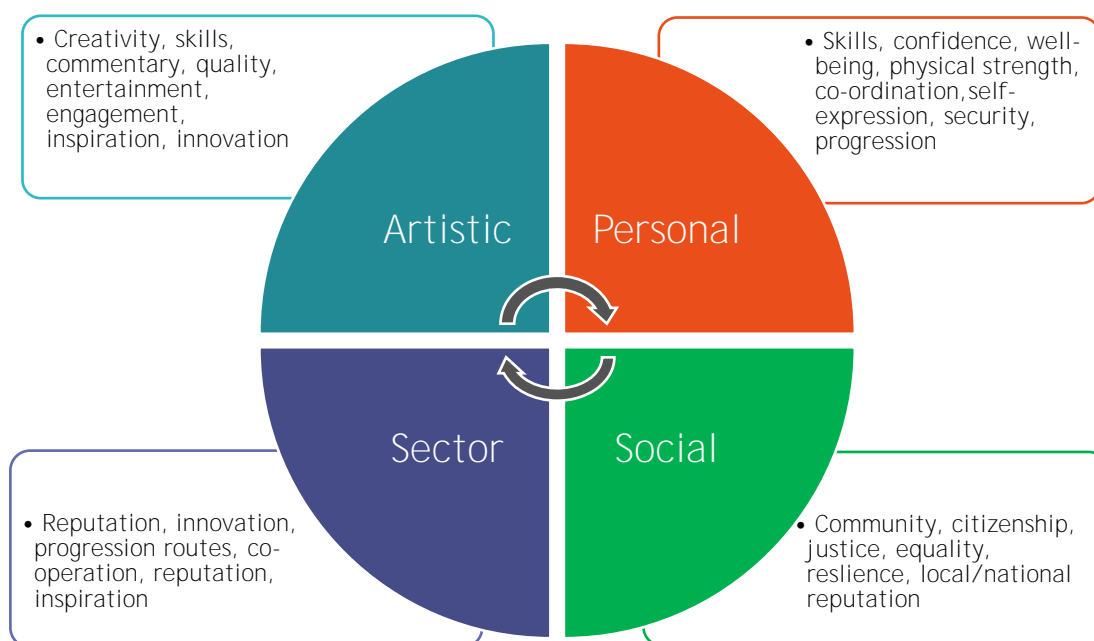 • Creativity, skills,
commentary, quality,
entertainment,
engagement,
inspiration, innovation
• Skills, confidence, well-
being, physical strength,
co-ordination,self-
expression, security,
progression
Artistic
Personal
Sector
Social
• Reputation, innovation,
progression routes, co-
operation, reputation,
inspiration
• Community, citizenship,
justice, equality,
reslience, local/national
reputation